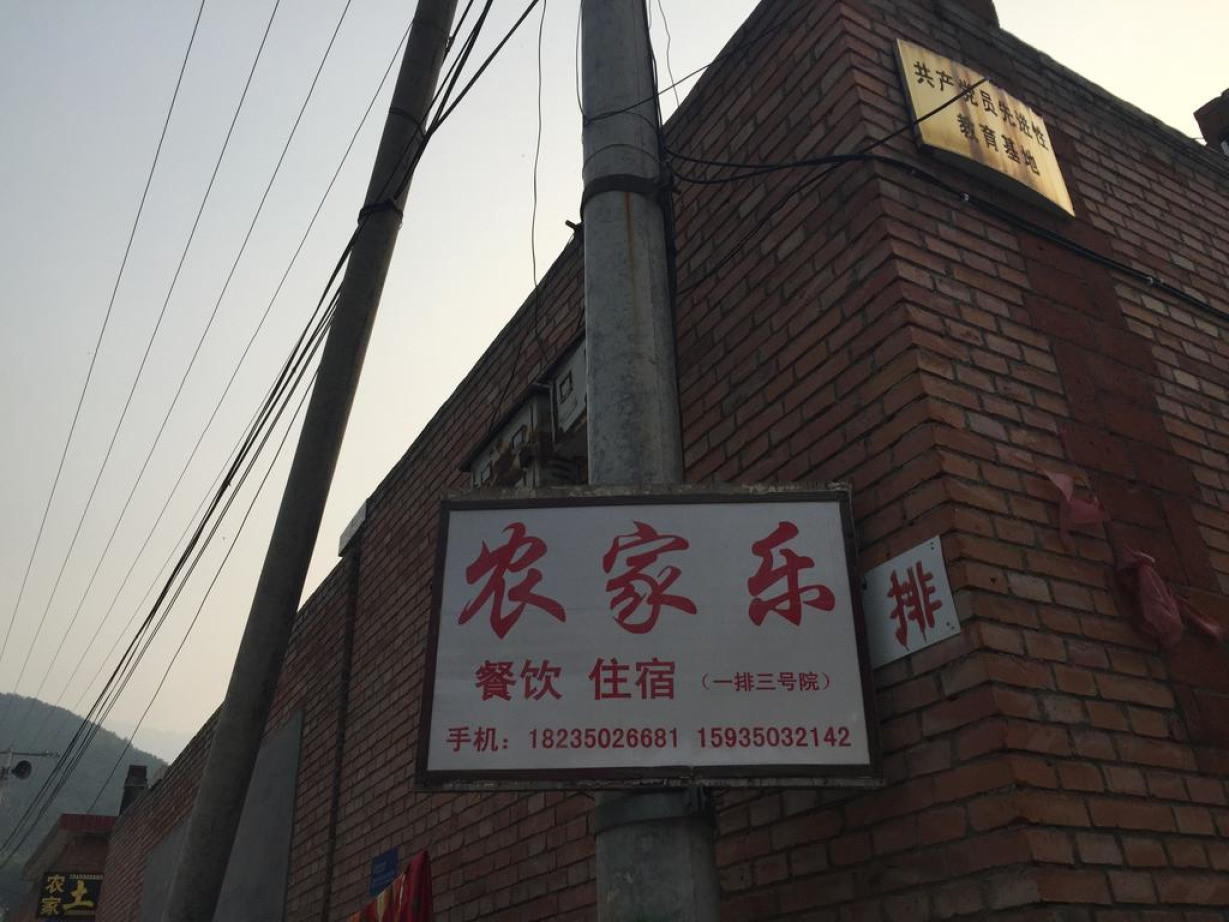 共产党员先进性
教育基地
农家乐
餐饮 住宿 （一排三号院）
手机：18235026681 15935032142
排
农家
土